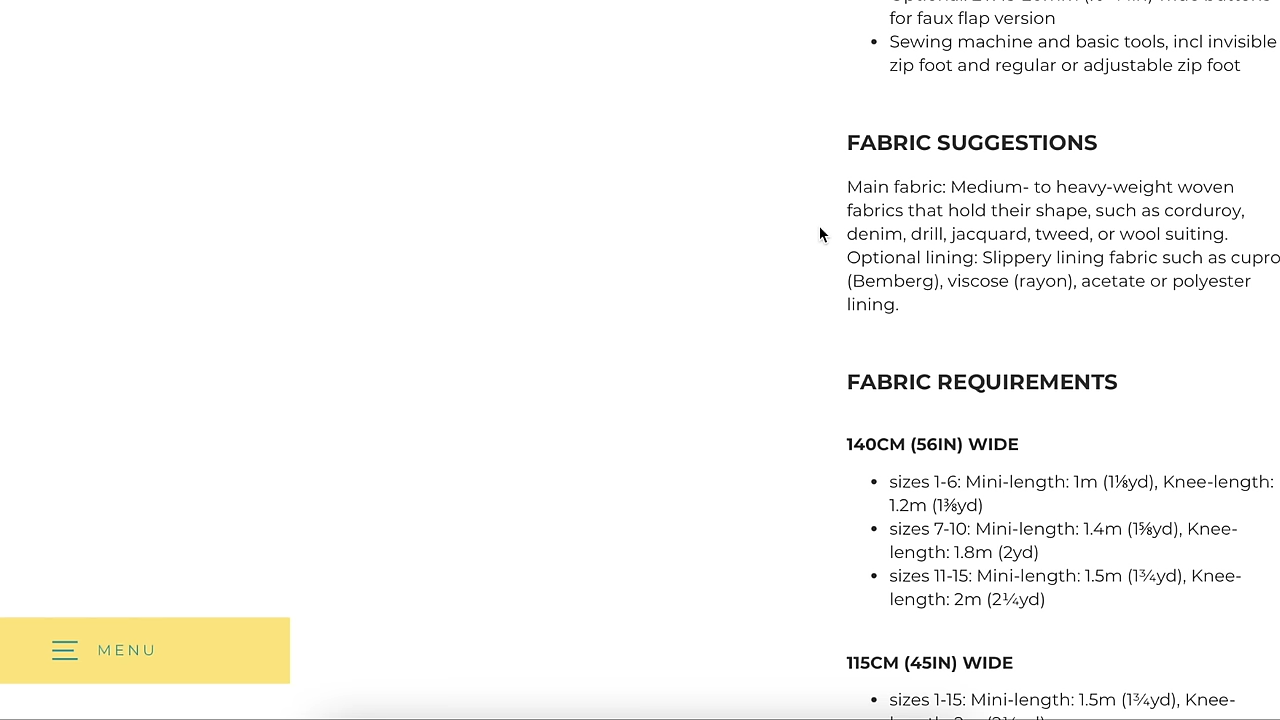 for faux flap version
• Sewing machine and basic tools, incl invisible
zip foot and regular or adjustable zip foot
FABRIC SUGGESTIONS
Main fabric: Medium- to heavy-weight woven
fabrics that hold their shape, such as corduroy,
denim, drill, jacquard, tweed, or wool suiting.
Optional lining: Slippery lining fabric such as cupro
(Bemberg), viscose (rayon), acetate or polyester
lining.
FABRIC REQUIREMENTS
140CM (56IN) WIDE
• sizes 1-6: Mini-length: 1m (1⅛yd), Knee-length:
1.2m (1⅜yd)
• sizes 7-10: Mini-length: 1.4m (1⅝yd), Knee-
length: 1.8m (2yd)
• sizes 11-15: Mini-length: 1.5m (1¾yd), Knee-
length: 2m (2¼yd)
MENU
115CM (45IN) WIDE
• sizes 1-15: Mini-length: 1.5m (1¾yd), Knee-